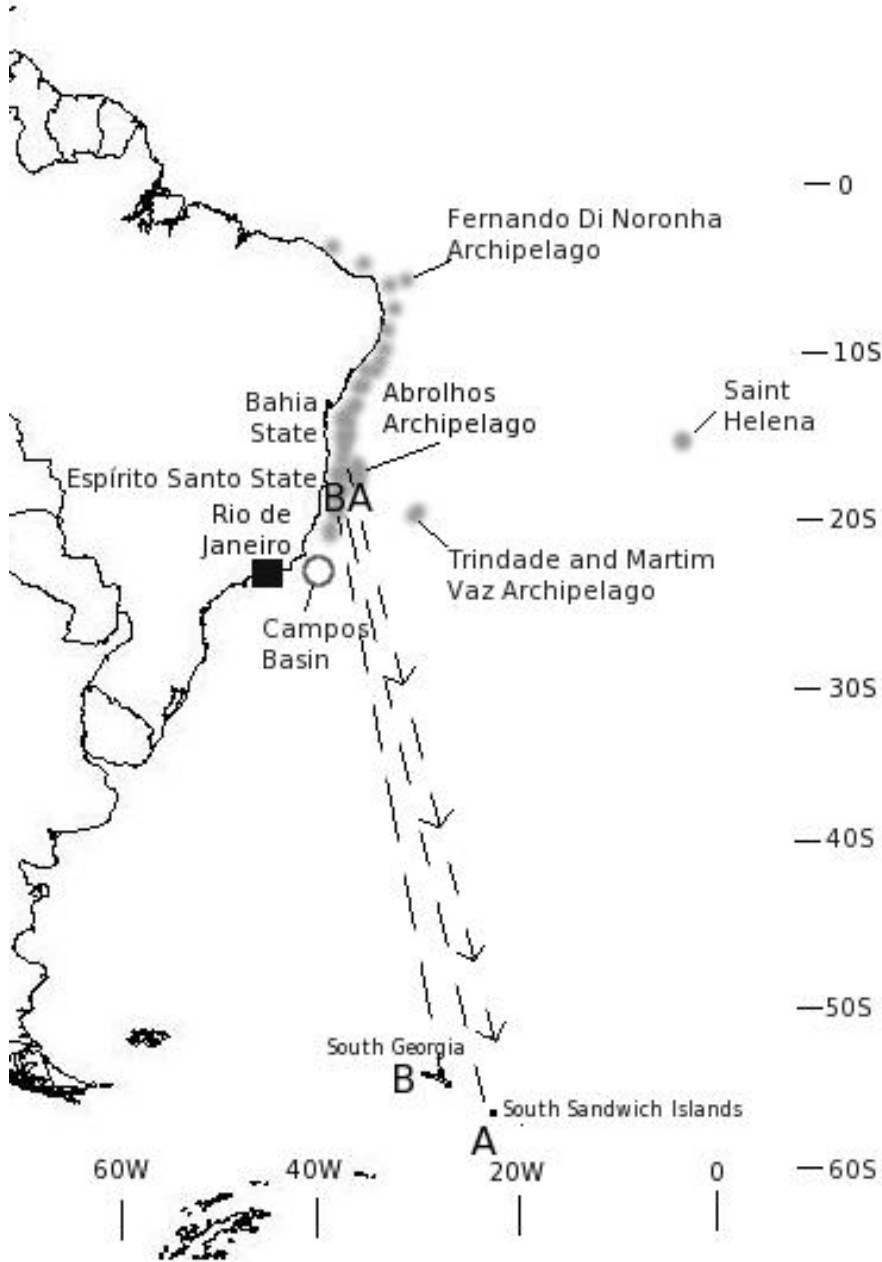 0
Fernando Di Noronha
Archipelago
10S
Bahia
State
Abrolhos
Archipelago
Saint
Helena
Espírito Santo State
BA
Rio de
Janeiro
20S
Trindade and Martim
Vaz Archipelago
Campos
Basin
30S
40S
50S
South Georgia
B
South Sandwich Islands
A
60W
40W
20W
0
60S